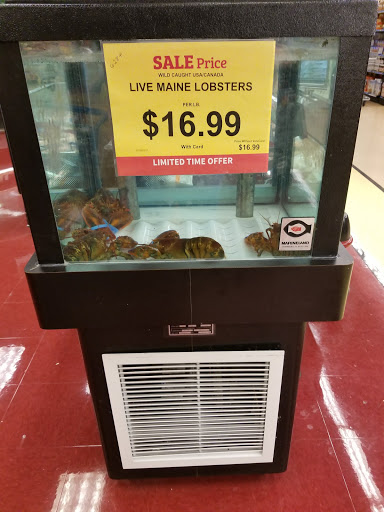 SALE Price
WILD CAUGHT USA/CANADA
LIVE MAINE LOBSTERS
PER LB.
$16.99
With Card
$16.99
LIMITED TIME OFFER
MARINELAND